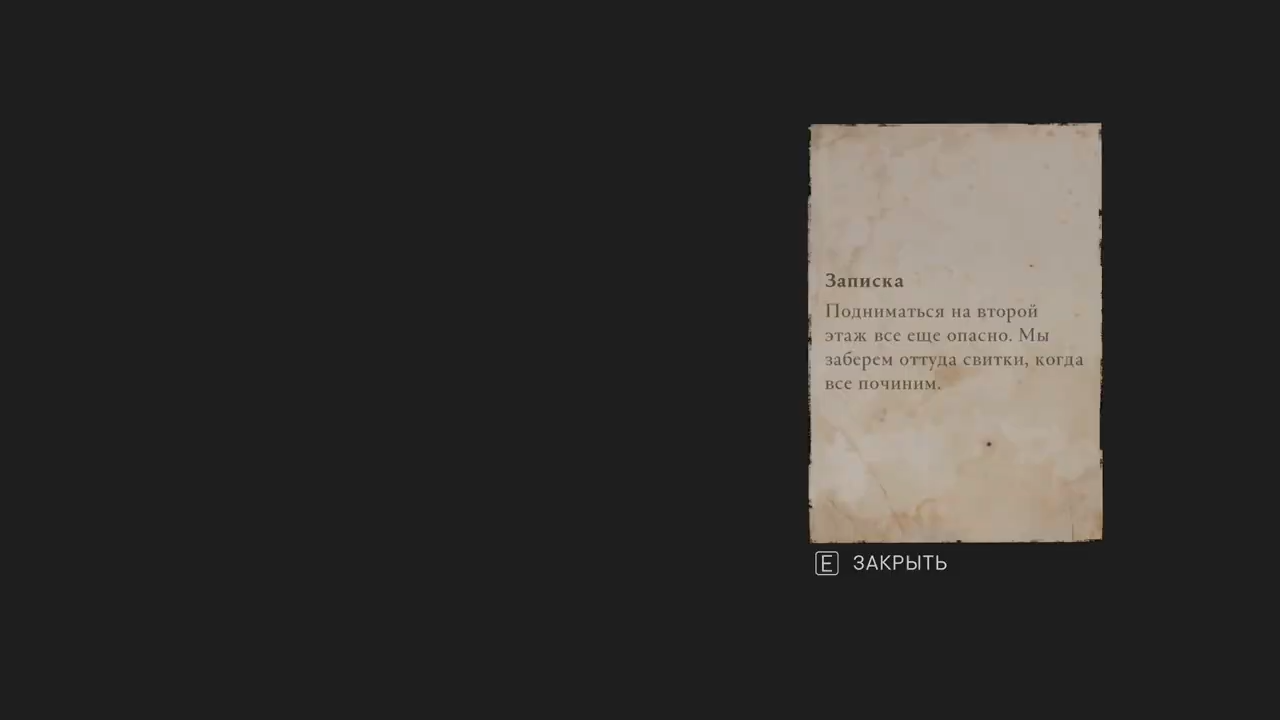 Записка
Подниматься на второй
этаж все еще опасно. Мы
заберем оттуда свитки, когда
все починим.
E ЗАКРЫТЬ